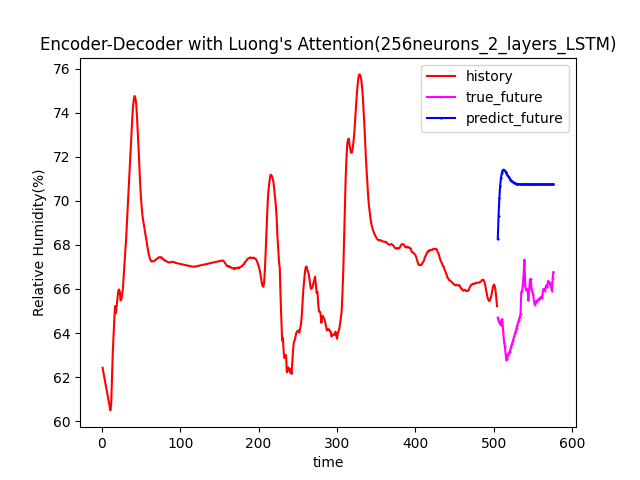 Encoder-Decoder with Luong's Attention(256neurons_2_layers_LSTM)
history
true_future
predict_future
76
74
72
70
68
66
64
62
60
Relative Humidity(%)
0 100 200 300 400 500 600
time